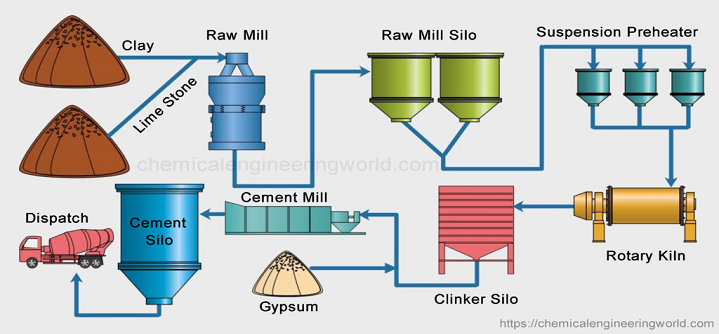 Clay
Lime Stone
Raw Mill
Raw Mill Silo
Suspension Preheater
chemicalengineeringworld.com
Dispatch
Cement
Silo
Cement Mill
Gypsum
Clinker Silo
Rotary Kiln
https://chemicalengineeringworld.com